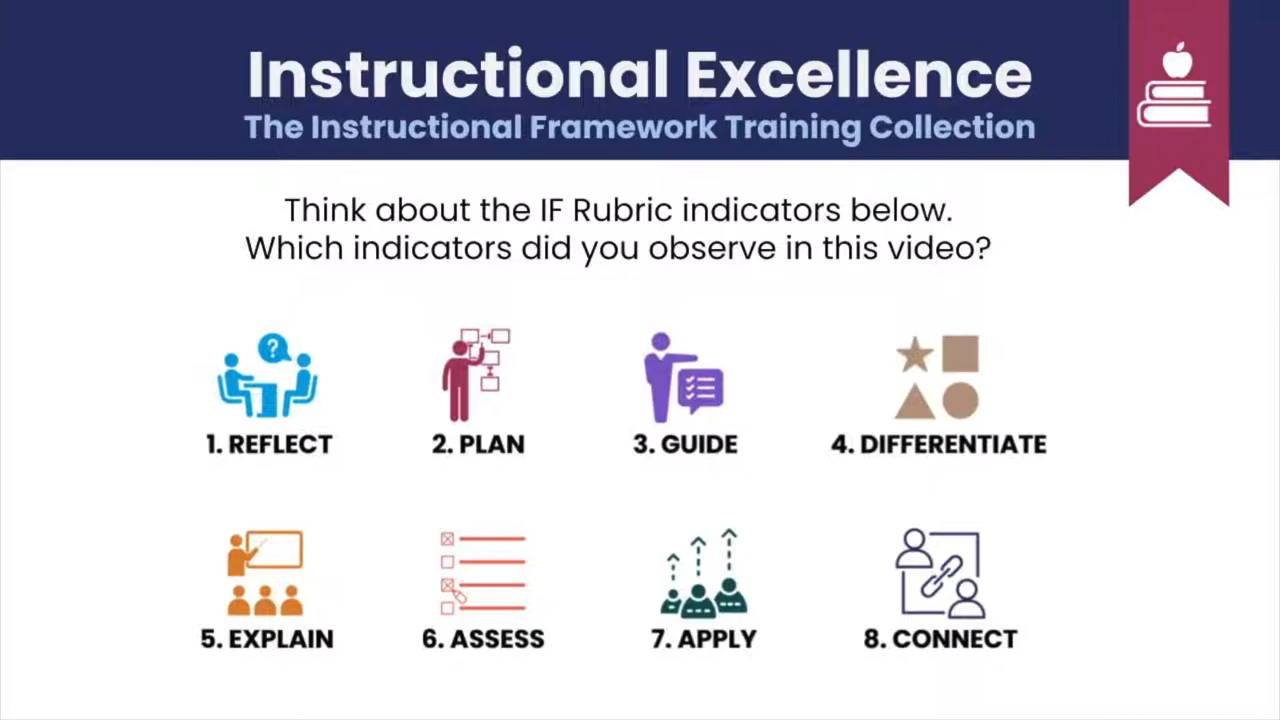 Instructional Excellence
The Instructional Framework Training Collection
Think about the IF Rubric indicators below.
Which indicators did you observe in this video?
?
1. REFLECT
2. PLAN
3. GUIDE
4. DIFFERENTIATE
5. EXPLAIN
6. ASSESS
7. APPLY
8. CONNECT